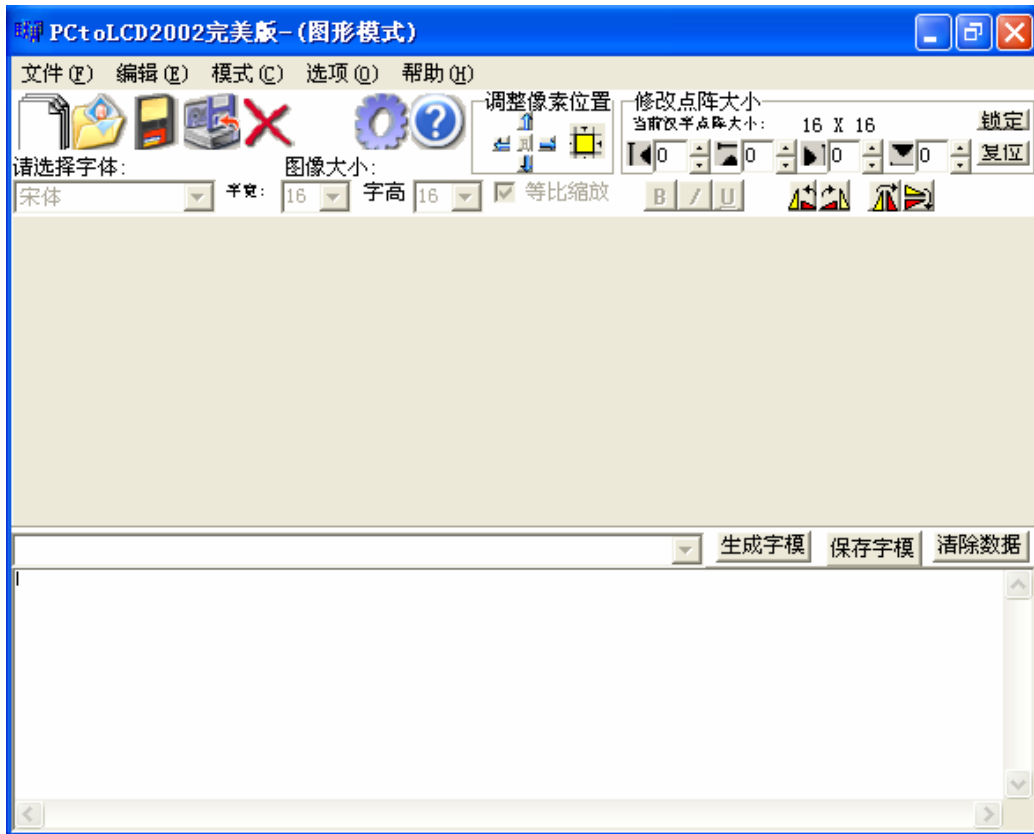 PCtoLCD2002完美版-(图形模式)
文件(F) 编辑(E) 模式(C) 选项(O) 帮助(H)
调整像素位置 修改点阵大小
当前汉字点阵大小: 16 X 16 锁定
0 0 0 0 复位
请选择字体: 图像大小:
宋体 字宽: 16 字高 16 等比缩放 B I U
生成字模 保存字模 清除数据